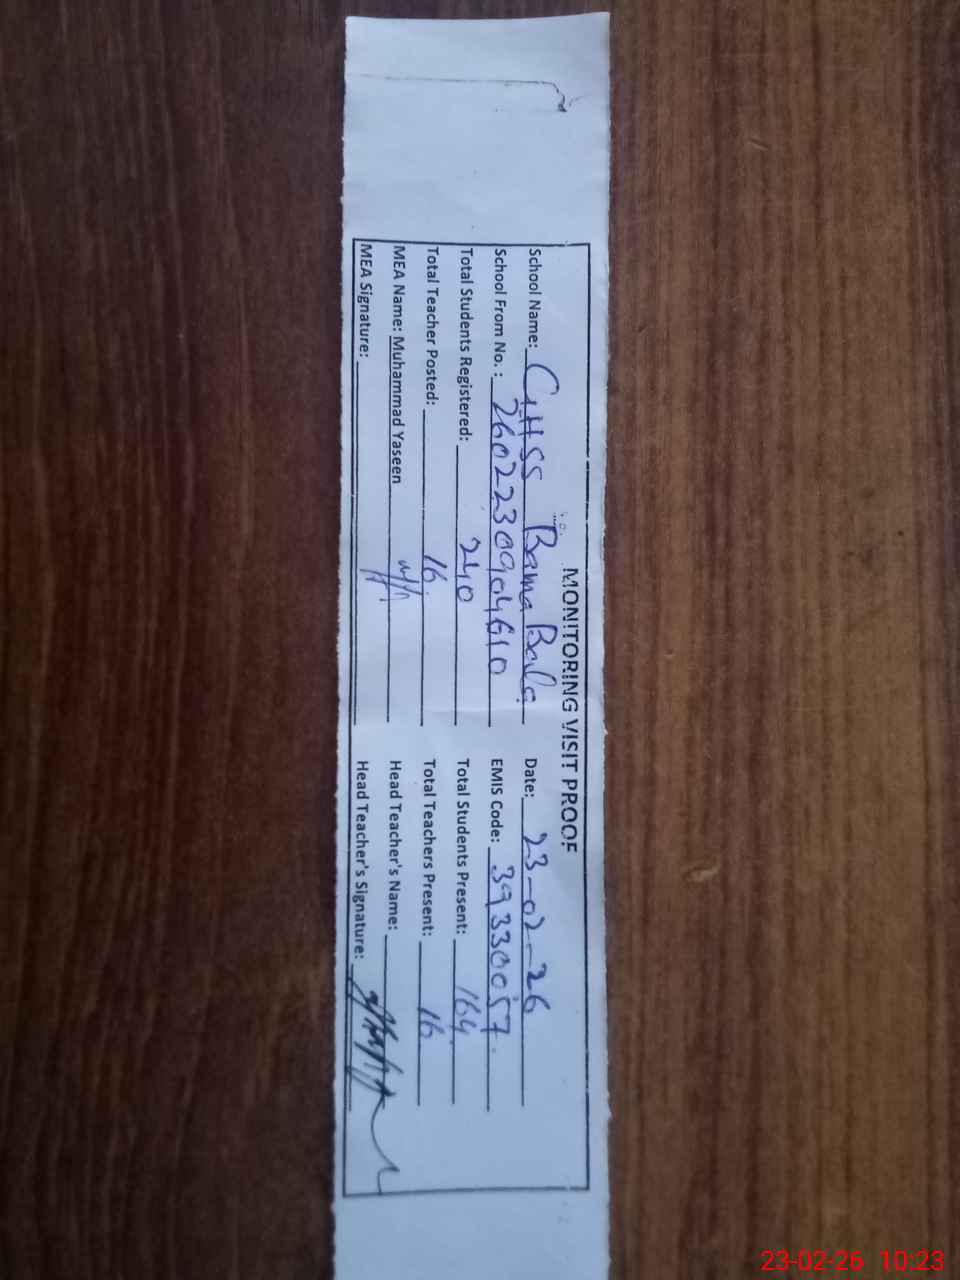 MONITORING VISIT PROOF
School Name: GHSS Bama Bala Date: 23-02-26
School From No. : 2602230904610 EMIS Code: 39330057
Total Students Registered: 240 Total Students Present: 164
Total Teacher Posted: 16 Total Teachers Present: 16
MEA Name: Muhammad Yaseen Head Teacher's Name:
MEA Signature: Head Teacher's Signature:
23-02-26 10:23